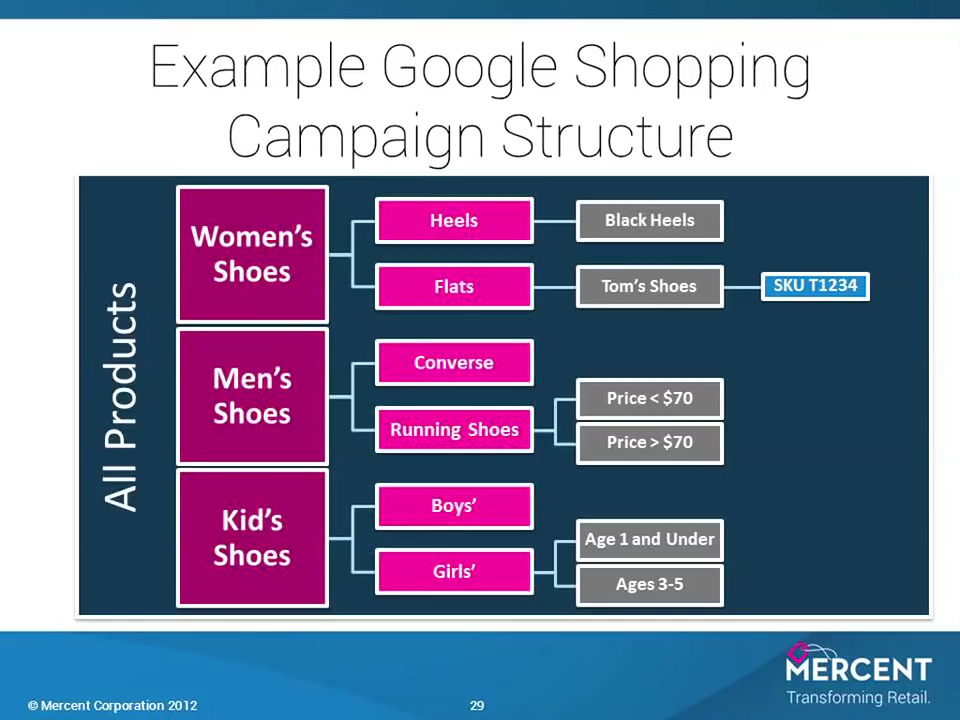 Example Google Shopping
Campaign Structure
All Products
Women's
Shoes
Heels
Black Heels
Flats
Tom's Shoes
SKU T1234
Men's
Shoes
Converse
Running Shoes
Price < $70
Price > $70
Kid's
Shoes
Boys'
Girls'
Age 1 and Under
Ages 3-5
MERCENT
Transforming Retail.
© Mercent Corporation 2012
29